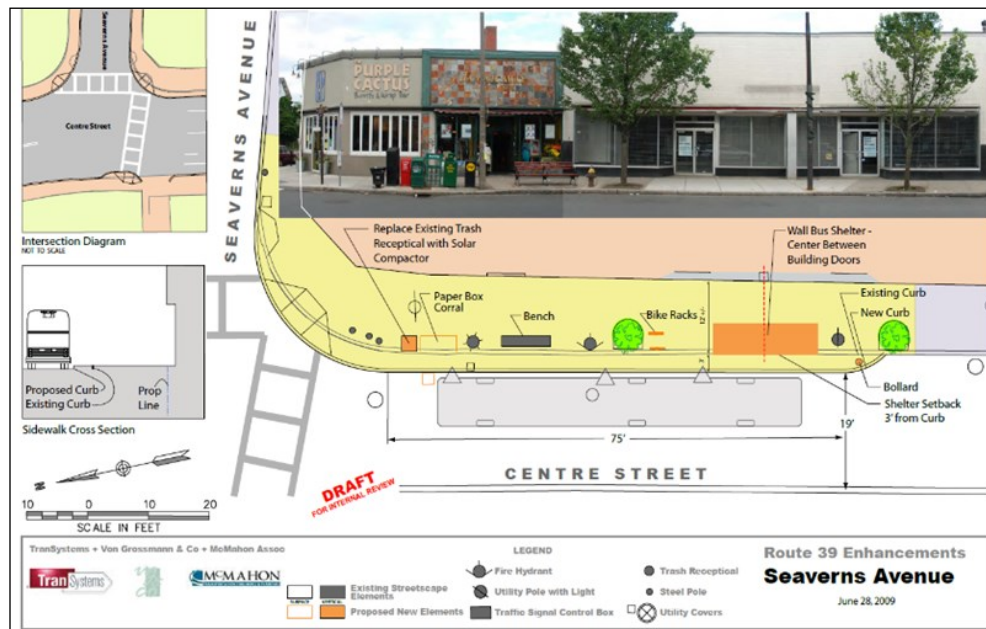 Seaverns
Avenue
Centre Street
Intersection Diagram
NOT TO SCALE
Proposed Curb
Existing Curb
Prop
Line
Sidewalk Cross Section
N
10 0 10 20
SCALE IN FEET
SEAVERNS AVENUE
PURPLE
CACTUS
Replace Existing Trash
Receptical with Solar
Compactor
Paper Box
Corral
Bench
Bike Racks
12' +/-
Wall Bus Shelter -
Center Between
Building Doors
Existing Curb
New Curb
Bollard
Shelter Setback
3' from Curb
75'
19'
CENTRE STREET
DRAFT
FOR INTERNAL REVIEW
TranSystems + Von Grossmann & Co + McMahon Assoc
TranSystems
McMAHON
LEGEND
Existing Streetscape
Elements
Proposed New Elements
Fire Hydrant
Utility Pole with Light
Traffic Signal Control Box
Trash Receptical
Steel Pole
Utility Covers
Route 39 Enhancements
Seaverns Avenue
June 28, 2009